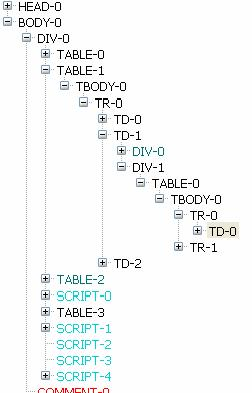 HEAD-0
BODY-0
DIV-0
TABLE-0
TABLE-1
TBODY-0
TR-0
TD-0
TD-1
DIV-0
DIV-1
TABLE-0
TBODY-0
TR-0
TD-0
TR-1
TD-2
TABLE-2
SCRIPT-0
TABLE-3
SCRIPT-1
SCRIPT-2
SCRIPT-3
SCRIPT-4
COMMENT-0